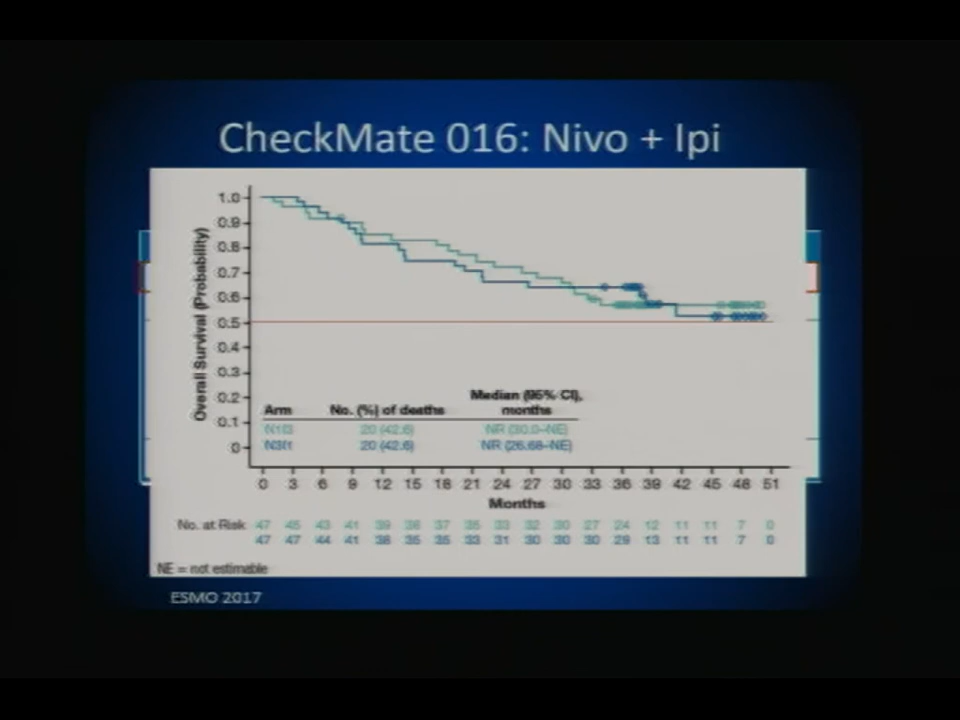 CheckMate 016: Nivo + Ipi
Overall Survival (Probability)
1.0
0.9
0.8
0.7
0.6
0.5
0.4
0.3
0.2
0.1
0
Arm No. (%) of deaths Median (95% CI), months
20 (42.6) NR (30.0–NE)
20 (42.6) NR (26.68–NE)
0 3 6 9 12 15 18 21 24 27 30 33 36 39 42 45 48 51
Months
No. at Risk 47 45 43 41 39 38 37 35 33 32 30 27 24 12 11 11 7 0
47 47 44 41 38 35 35 33 31 30 30 30 29 13 11 11 7 0
NE = not estimable
ESMO 2017